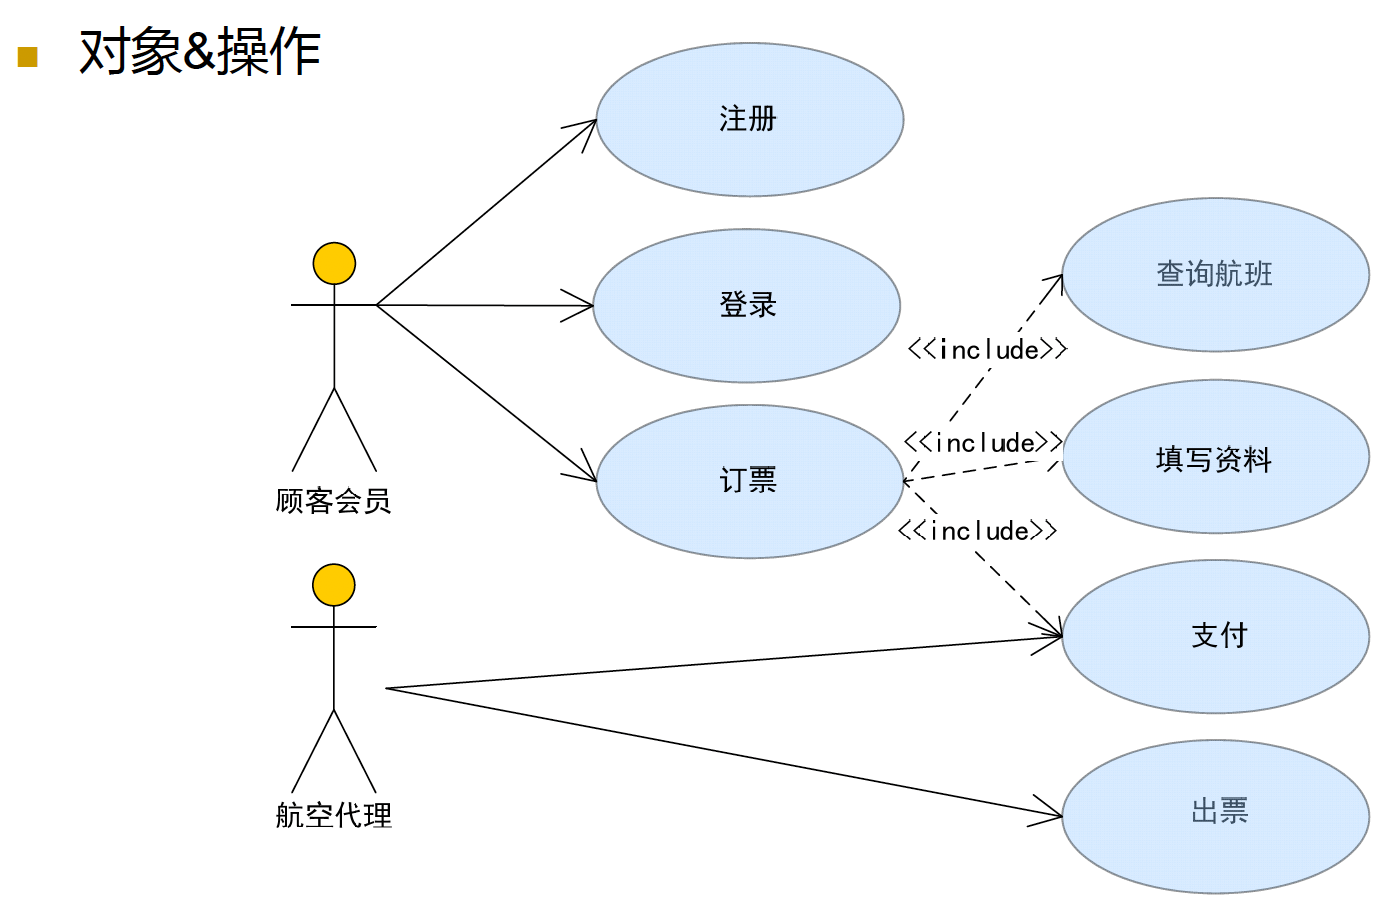 对象&操作
注册
查询航班
登录
<<include>>
<<include>>
填写资料
订票
顾客会员
<<include>>
支付
航空代理
出票